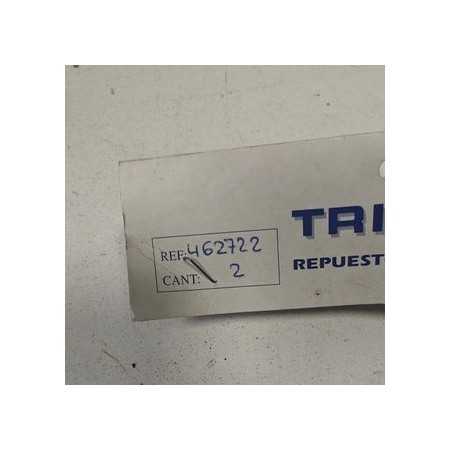 TRI
REPUEST
REF: 462722
CANT: 2